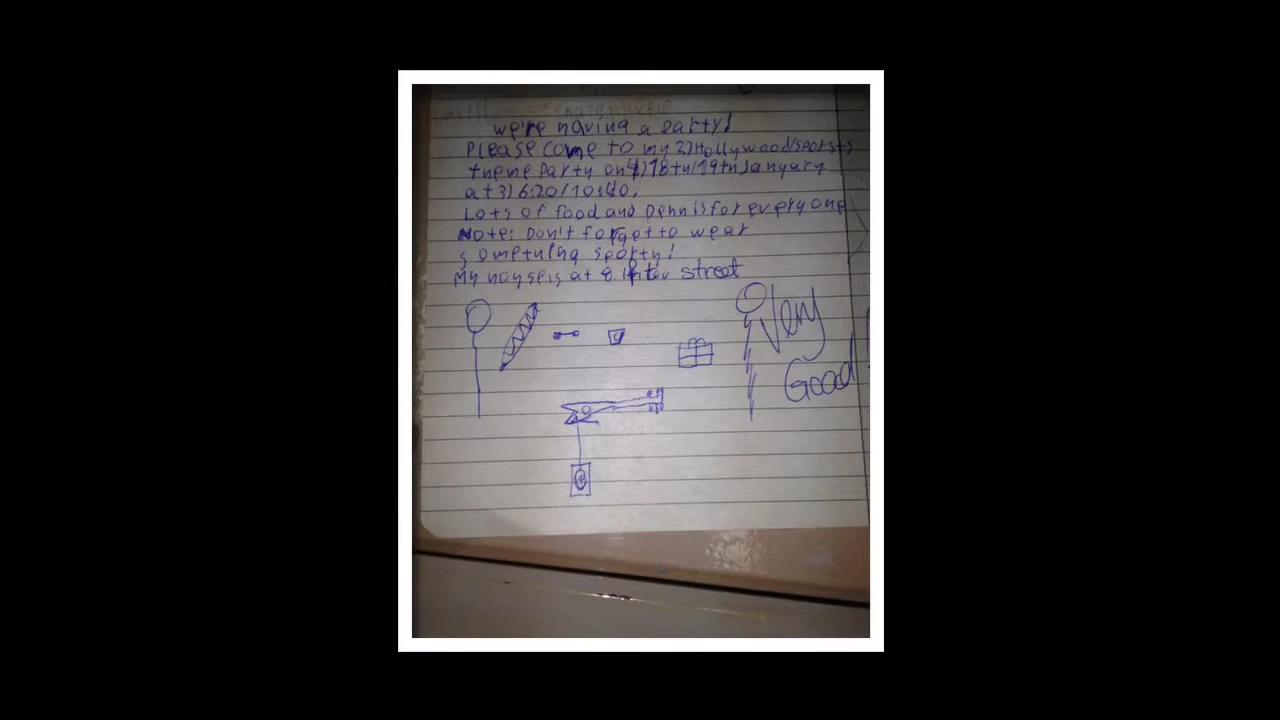 we're having a party!
Please come to my 2) Hollywood/sports
theme Party on 4) 18th/19th January
at 3) 6:20/10:40.
Lots of food and Dennis for everyone
Note: Don't forget to wear
something sporty!
My house is at 8. street
Very
Good!